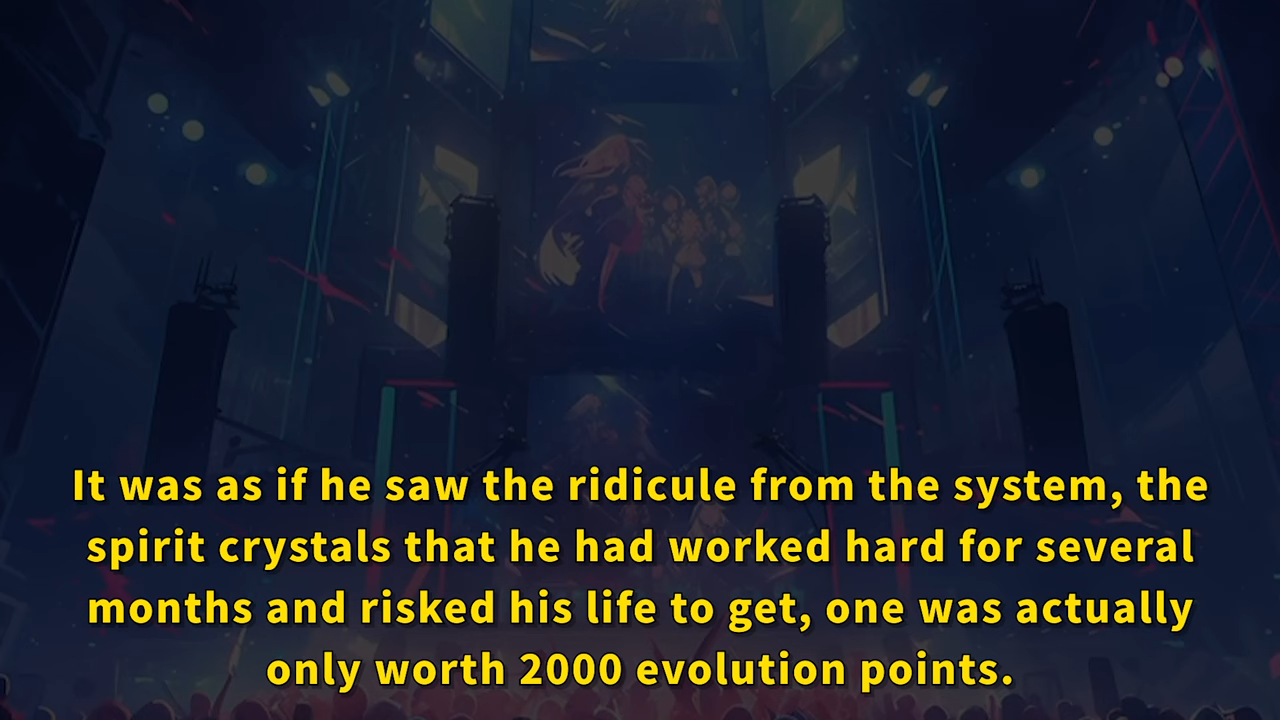 It was as if he saw the ridicule from the system, the
spirit crystals that he had worked hard for several
months and risked his life to get, one was actually
only worth 2000 evolution points.